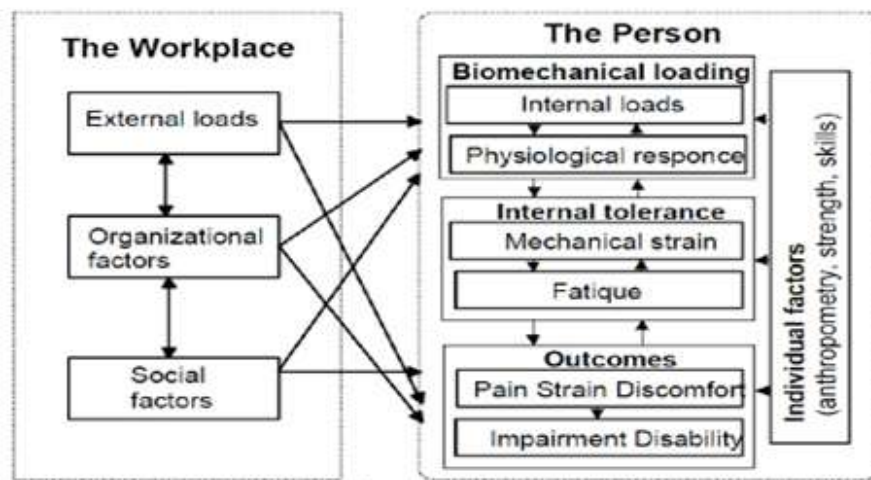 The Workplace
External loads
Organizational
factors
Social
factors
The Person
Biomechanical loading
Internal loads
Physiological responce
Internal tolerance
Mechanical strain
Fatique
Outcomes
Pain Strain Discomfort
Impairment Disability
Individual factors
(anthropometry, strength, skills)